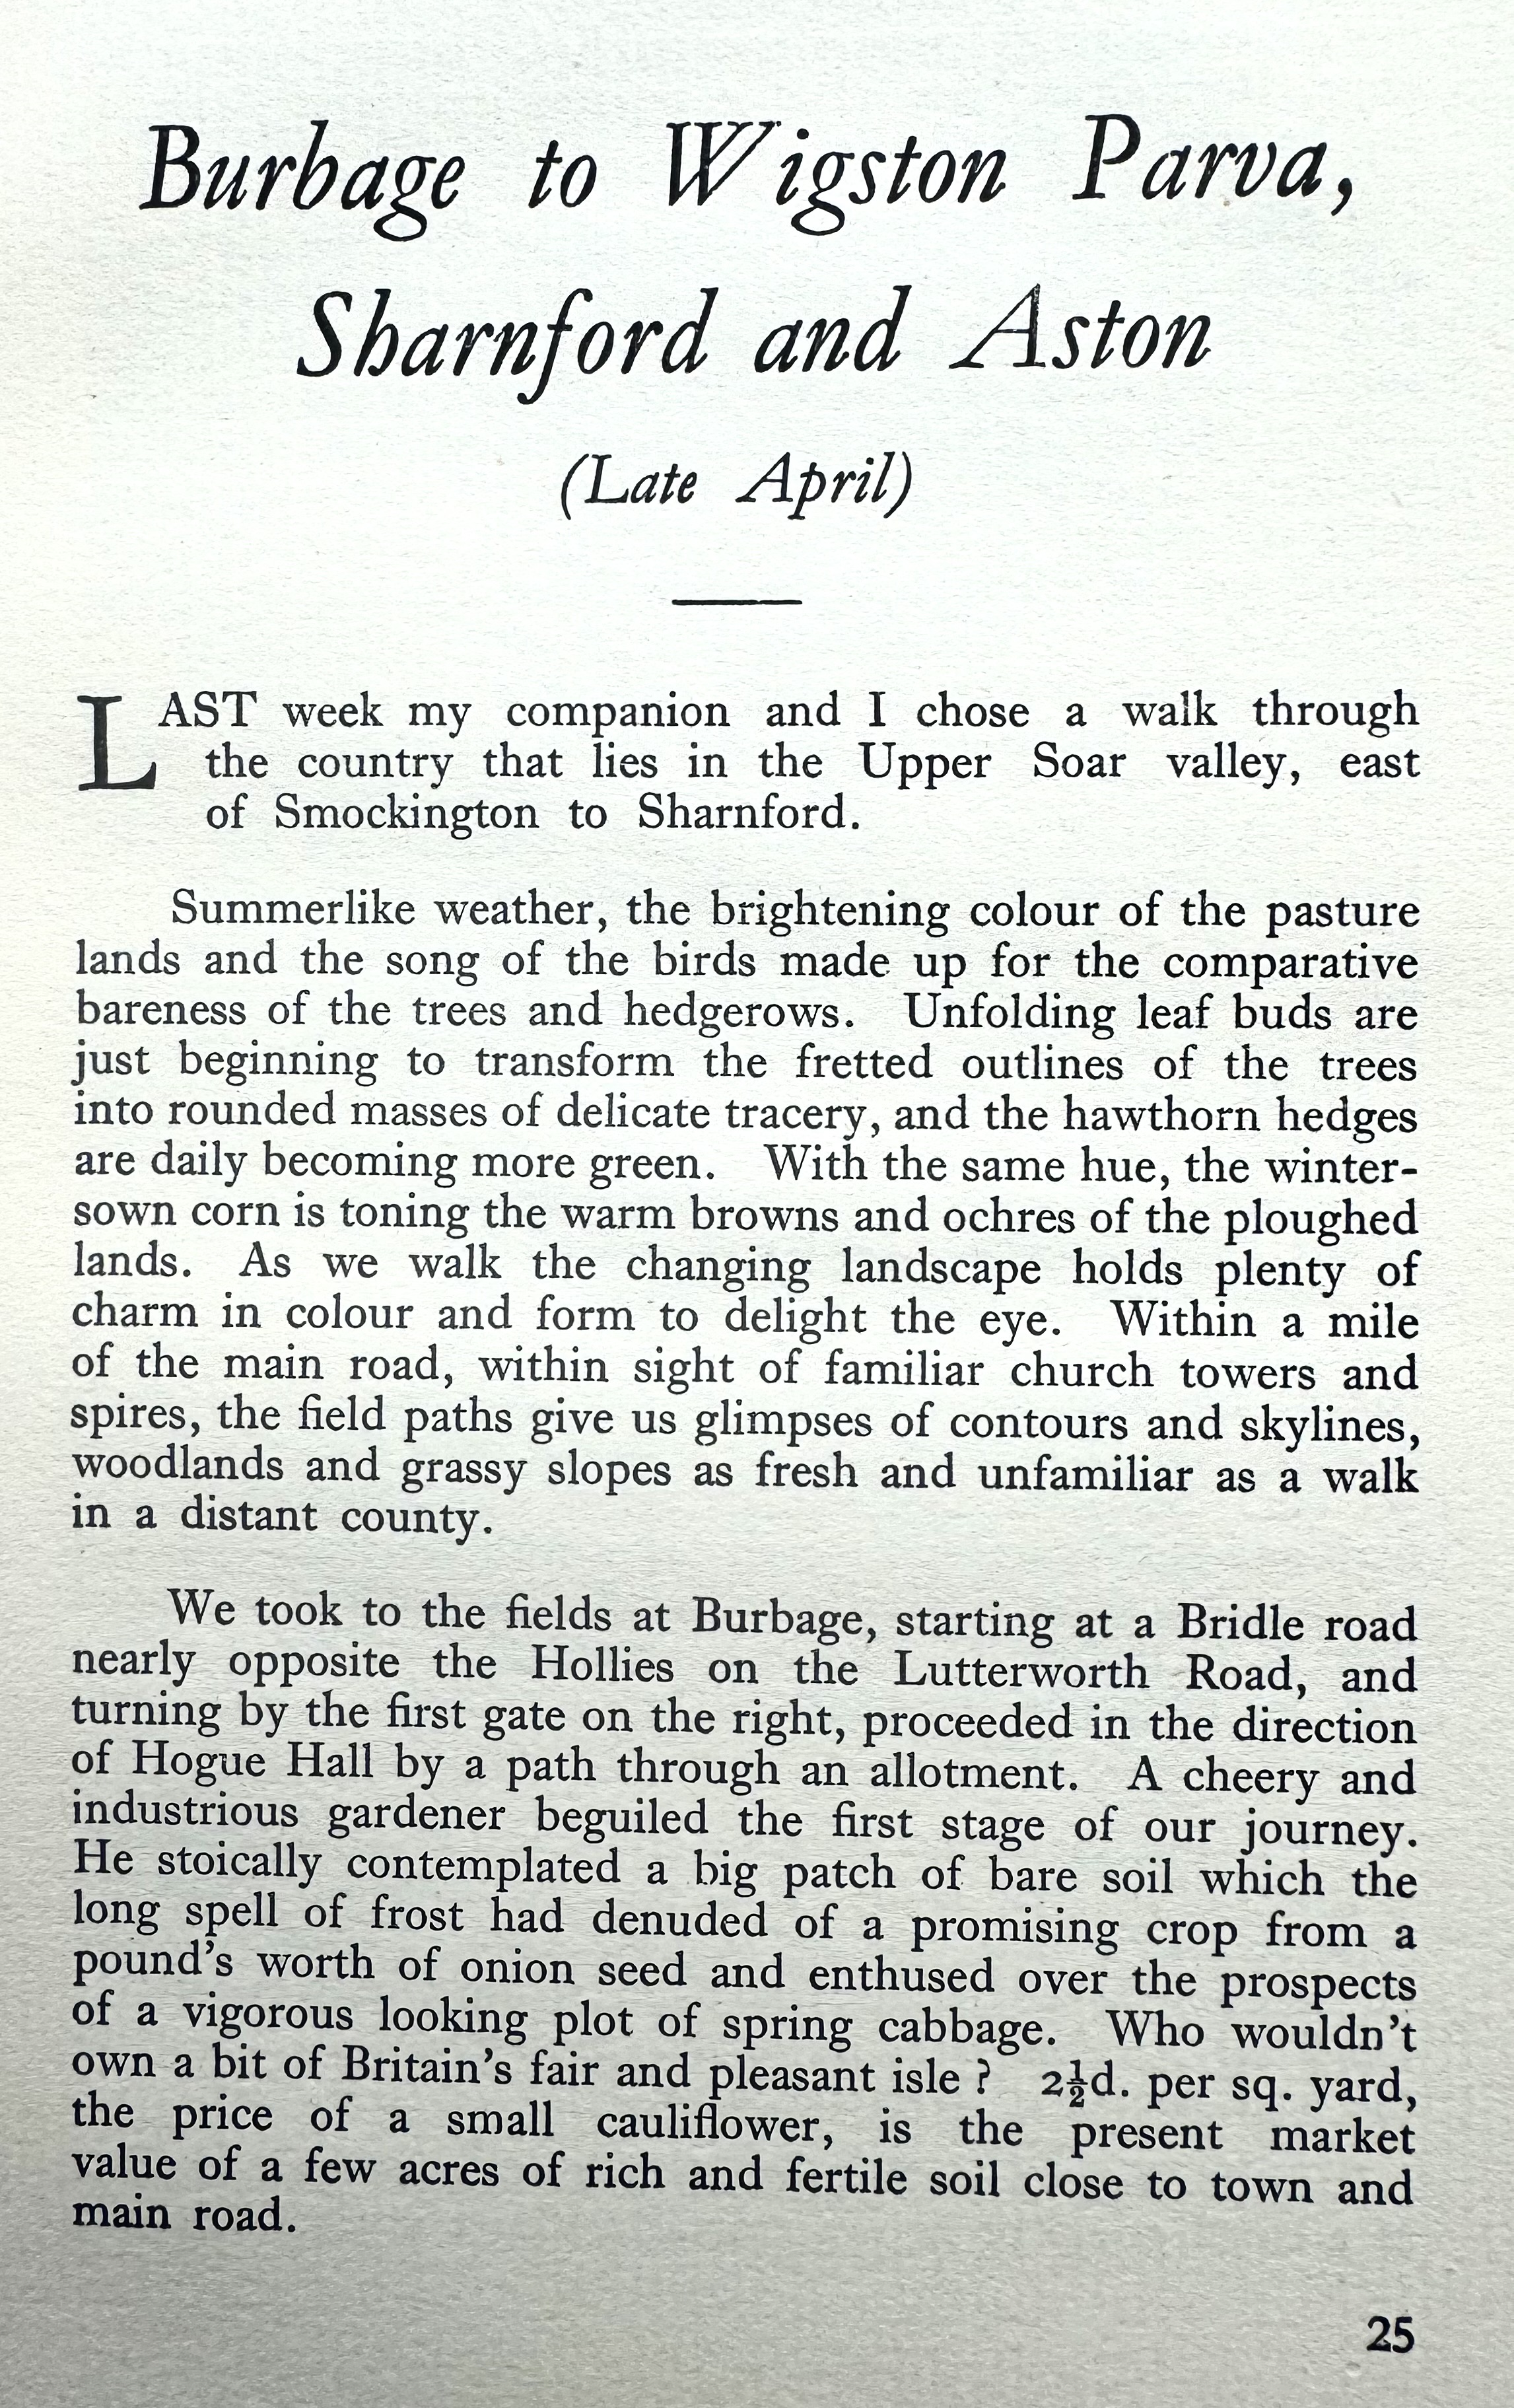 Burbage to Wigston Parva,
Sharnford and Aston
(Late April)
LAST week my companion and I chose a walk through
the country that lies in the Upper Soar valley, east
of Smockington to Sharnford.
Summerlike weather, the brightening colour of the pasture
lands and the song of the birds made up for the comparative
bareness of the trees and hedgerows. Unfolding leaf buds are
just beginning to transform the fretted outlines of the trees
into rounded masses of delicate tracery, and the hawthorn hedges
are daily becoming more green. With the same hue, the winter-
sown corn is toning the warm browns and ochres of the ploughed
lands. As we walk the changing landscape holds plenty of
charm in colour and form to delight the eye. Within a mile
of the main road, within sight of familiar church towers and
spires, the field paths give us glimpses of contours and skylines,
woodlands and grassy slopes as fresh and unfamiliar as a walk
in a distant county.
We took to the fields at Burbage, starting at a Bridle road
nearly opposite the Hollies on the Lutterworth Road, and
turning by the first gate on the right, proceeded in the direction
of Hogue Hall by a path through an allotment. A cheery and
industrious gardener beguiled the first stage of our journey.
He stoically contemplated a big patch of bare soil which the
long spell of frost had denuded of a promising crop from a
pound's worth of onion seed and enthused over the prospects
of a vigorous looking plot of spring cabbage. Who wouldn't
own a bit of Britain's fair and pleasant isle ? 2½d. per sq. yard,
the price of a small cauliflower, is the present market
value of a few acres of rich and fertile soil close to town and
main road.
25